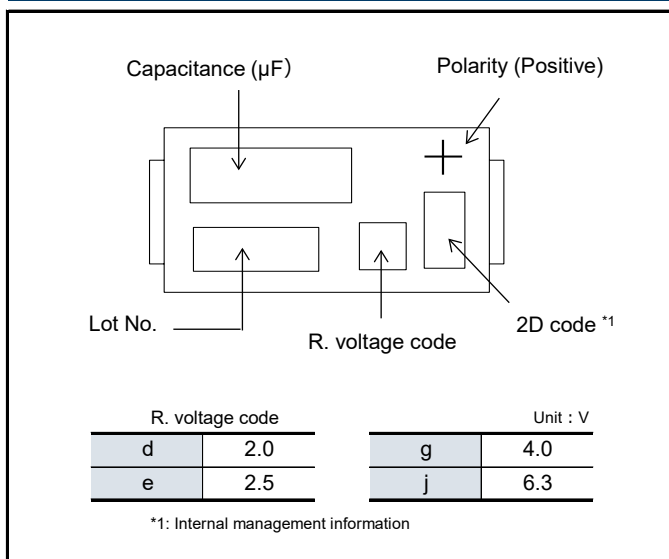 Capacitance (μF）
Polarity (Positive)
Lot No.
R. voltage code
2D code *1
R. voltage code
Unit：V
d 2.0 g 4.0
e 2.5 j 6.3
*1: Internal management information